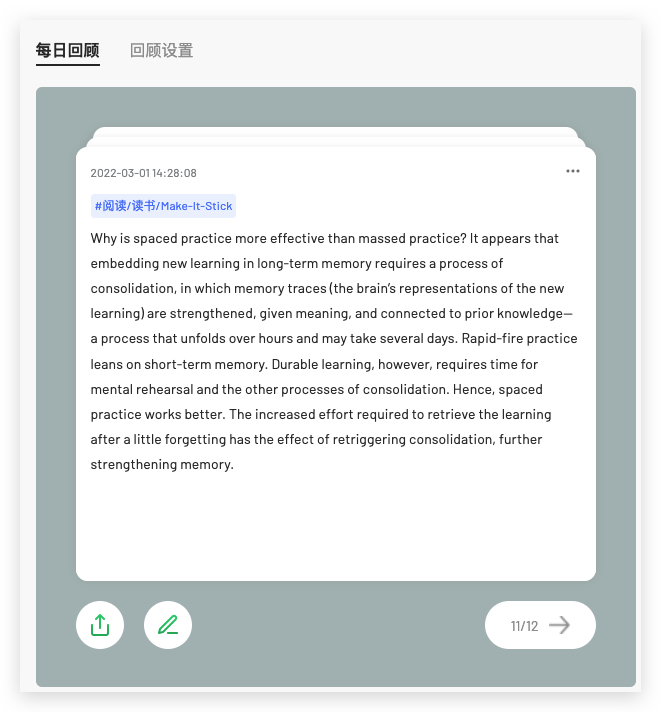 每日回顾 回顾设置
2022-03-01 14:28:08
#阅读/读书/Make-It-Stick
Why is spaced practice more effective than massed practice? It appears that
embedding new learning in long-term memory requires a process of
consolidation, in which memory traces (the brain’s representations of the new
learning) are strengthened, given meaning, and connected to prior knowledge—
a process that unfolds over hours and may take several days. Rapid-fire practice
leans on short-term memory. Durable learning, however, requires time for
mental rehearsal and the other processes of consolidation. Hence, spaced
practice works better. The increased effort required to retrieve the learning
after a little forgetting has the effect of retriggering consolidation, further
strengthening memory.
11/12